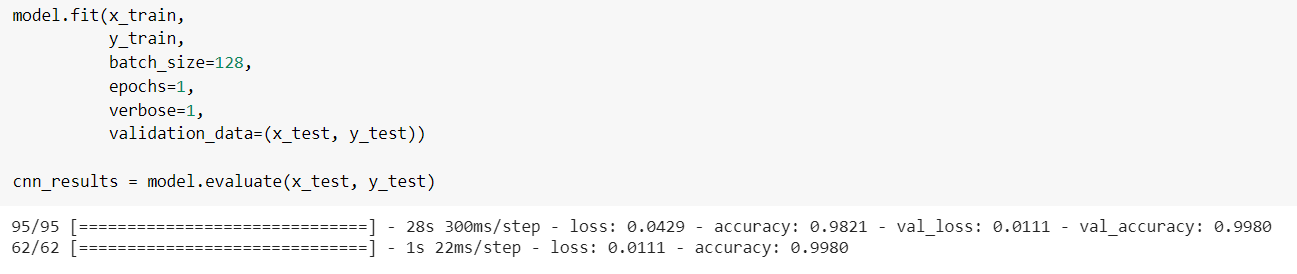 model.fit(x_train,
y_train,
batch_size=128,
epochs=1,
verbose=1,
validation_data=(x_test, y_test))
cnn_results = model.evaluate(x_test, y_test)
95/95 [==============================] - 28s 300ms/step - loss: 0.0429 - accuracy: 0.9821 - val_loss: 0.0111 - val_accuracy: 0.9980
62/62 [==============================] - 1s 22ms/step - loss: 0.0111 - accuracy: 0.9980